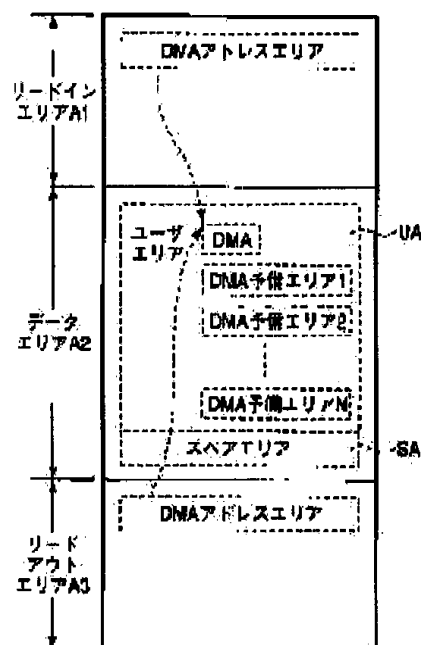 DMAアドレスエリア
リードイン
エリアA1
ユーザ
エリア
UA
DMA
DMA予備エリア1
DMA予備エリア2
データ
エリアA2
DMA予備エリアN
スペアエリア
SA
DMAアドレスエリア
リード
アウト
エリアA3